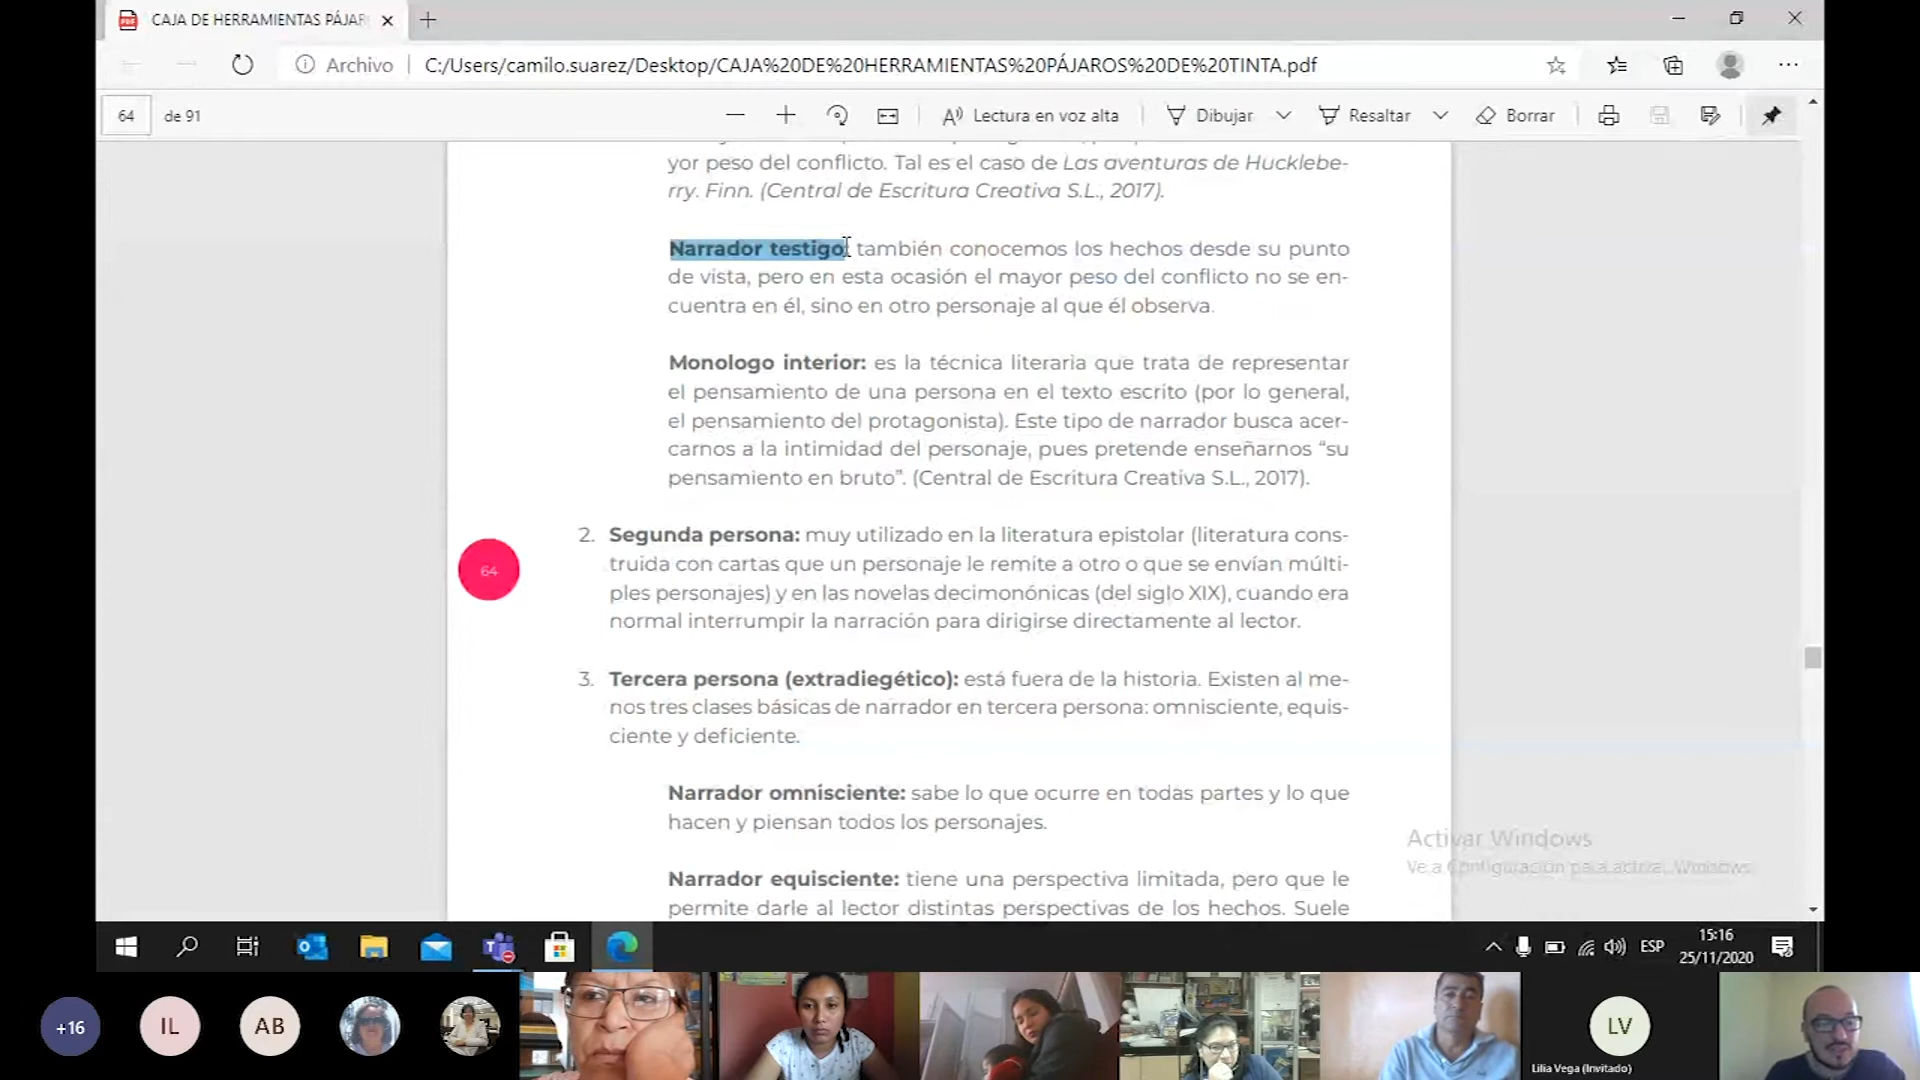 CAJA DE HERRAMIENTAS PÁJAR
Archivo
C:/Users/camilo.suarez/Desktop/CAJA%20DE%20HERRAMIENTAS%20PÁJAROS%20DE%20TINTA.pdf
64 de 91
Lectura en voz alta
Dibujar
Resaltar
Borrar
yor peso del conflicto. Tal es el caso de Las aventuras de Hucklebe-
rry. Finn. (Central de Escritura Creativa S.L., 2017).
Narrador testigo: también conocemos los hechos desde su punto
de vista, pero en esta ocasión el mayor peso del conflicto no se en-
cuentra en él, sino en otro personaje al que él observa.
Monologo interior: es la técnica literaria que trata de representar
el pensamiento de una persona en el texto escrito (por lo general,
el pensamiento del protagonista). Este tipo de narrador busca acer-
carnos a la intimidad del personaje, pues pretende enseñarnos “su
pensamiento en bruto”. (Central de Escritura Creativa S.L., 2017).
2. Segunda persona: muy utilizado en la literatura epistolar (literatura cons-
truida con cartas que un personaje le remite a otro o que se envían múlti-
ples personajes) y en las novelas decimonónicas (del siglo XIX), cuando era
normal interrumpir la narración para dirigirse directamente al lector.
64
3. Tercera persona (extradiegético): está fuera de la historia. Existen al me-
nos tres clases básicas de narrador en tercera persona: omnisciente, equis-
ciente y deficiente.
Narrador omnisciente: sabe lo que ocurre en todas partes y lo que
hacen y piensan todos los personajes.
Narrador equisciente: tiene una perspectiva limitada, pero que le
permite darle al lector distintas perspectivas de los hechos. Suele
Activar Windows
Ve a Configuración para activar Windows.
ESP
15:16
25/11/2020
+16
IL
AB
LV
Lilia Vega (Invitado)